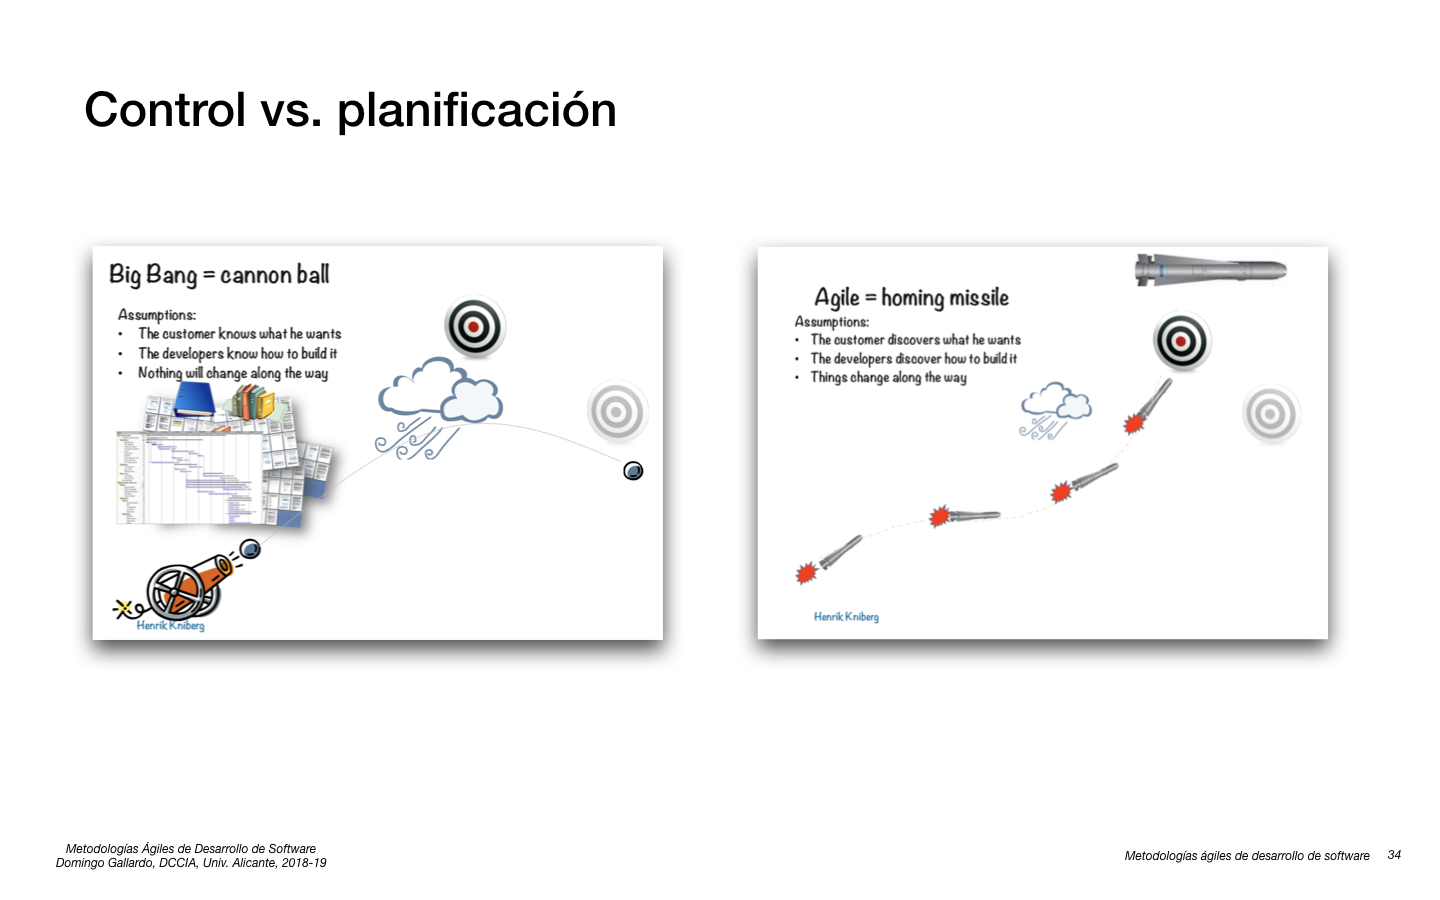 Control vs. planificación
Big Bang = cannon ball
Assumptions:
• The customer knows what he wants
• The developers know how to build it
• Nothing will change along the way
Henrik Kniberg
Agile = homing missile
Assumptions:
• The customer discovers what he wants
• The developers discover how to build it
• Things change along the way
Henrik Kniberg
Metodologías Ágiles de Desarrollo de Software
Domingo Gallardo, DCCIA, Univ. Alicante, 2018-19
Metodologías ágiles de desarrollo de software 34